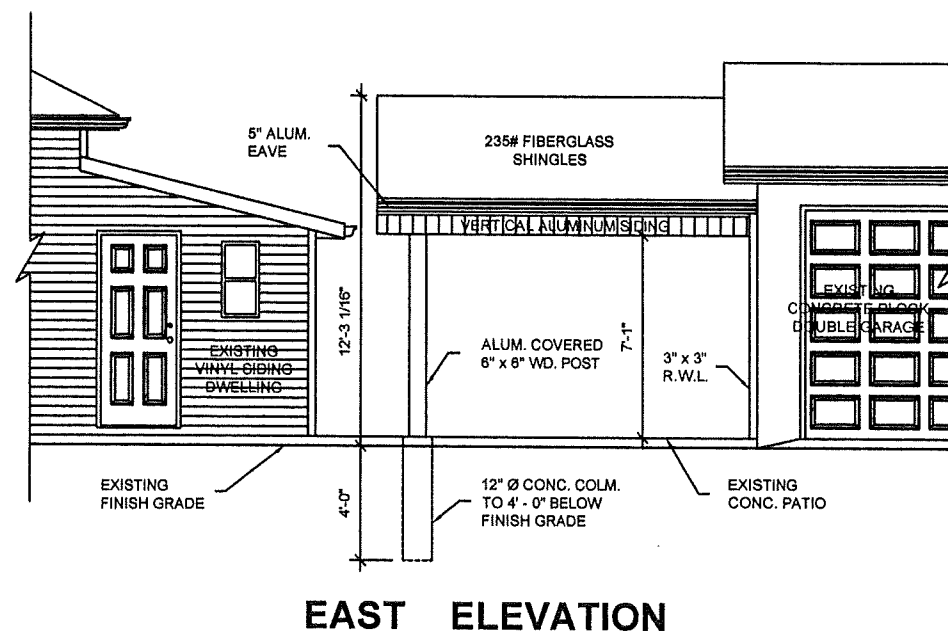 5" ALUM.
EAVE
235# FIBERGLASS
SHINGLES
VERTICAL ALUMINUM SIDING
12'-3 1/16"
7'-1"
EXISTING
CONCRETE BLOCK
DOUBLE GARAGE
EXISTING
VINYL SIDING
DWELLING
ALUM. COVERED
6" x 6" WD. POST
3" x 3"
R.W.L.
EXISTING
FINISH GRADE
4'-0"
12" Ø CONC. COLM.
TO 4' - 0" BELOW
FINISH GRADE
EXISTING
CONC. PATIO
EAST ELEVATION